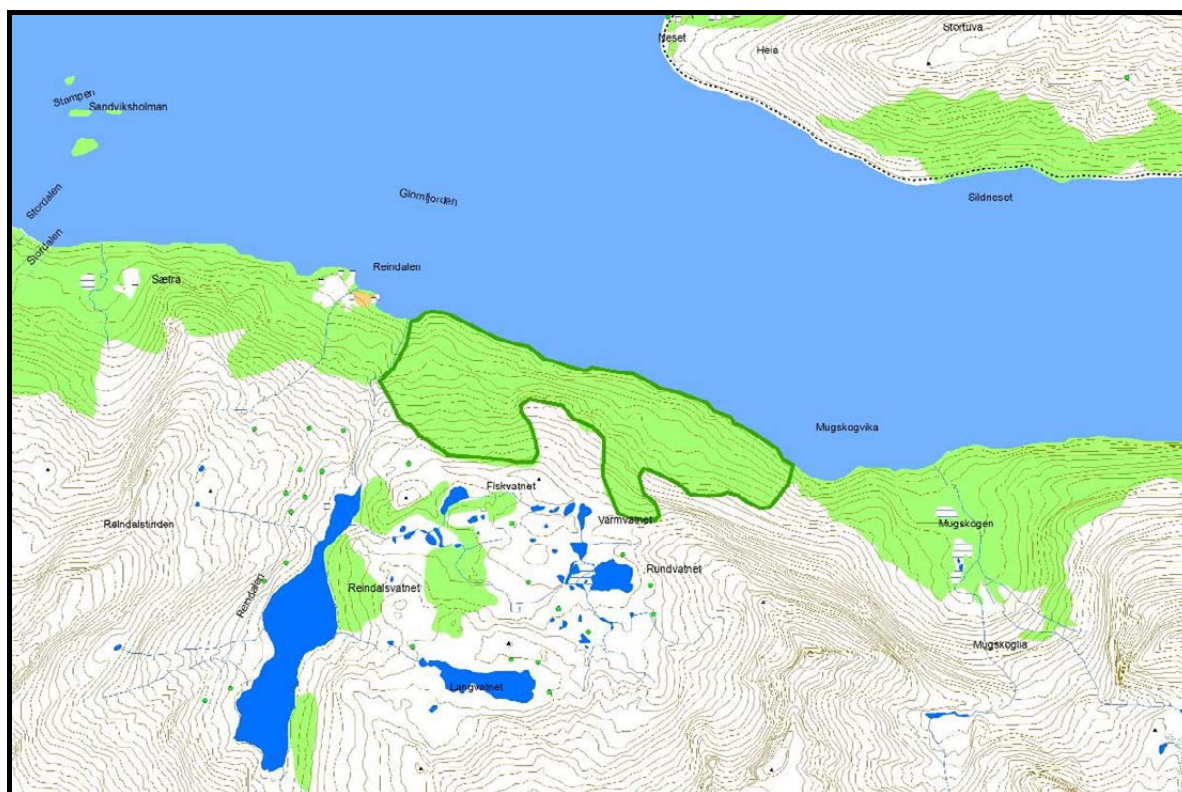 Neset
Heia
Stortuva
Stampen
Sandviksholman
Sildneset
Stordalen
Glomfjorden
Stordalen
Sætra
Reindalen
Mugskogvika
Fiskvatnet
Reindalstinden
Varmvatnet
Mugskogen
Rundvatnet
Reindalsvatnet
Reindalen
Mugskoglia
Langvatnet